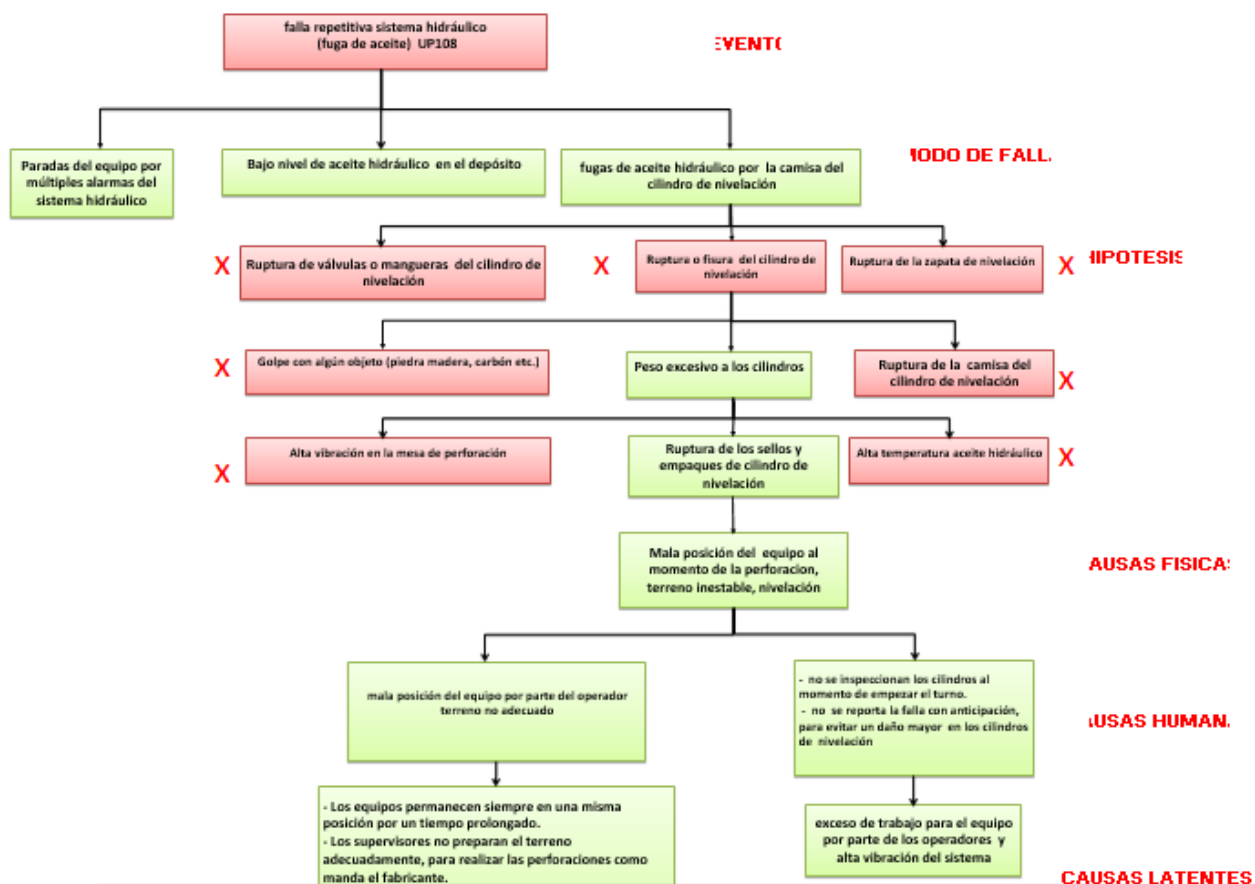 falla repetitiva sistema hidráulico
(fuga de aceite) UP108
EVENTO
Paradas del equipo por
múltiples alarmas del
sistema hidráulico
Bajo nivel de aceite hidráulico en el depósito
fugas de aceite hidráulico por la camisa del
cilindro de nivelación
MODO DE FALL
X
Ruptura de válvulas o mangueras del cilindro de
nivelación
X
Ruptura o fisura del cilindro de
nivelación
Ruptura de la zapata de nivelación
X
HIPOTESIS
X
Golpe con algún objeto (piedra madera, carbón etc.)
Peso excesivo a los cilindros
Ruptura de la camisa del
cilindro de nivelación
X
X
Alta vibración en la mesa de perforación
Ruptura de los sellos y
empaques de cilindro de
nivelación
Alta temperatura aceite hidráulico
X
Mala posición del equipo al
momento de la perforacion,
terreno inestable, nivelación
AUSAS FISICAS
mala posición del equipo por parte del operador
terreno no adecuado
- no se inspeccionan los cilindros al
momento de empezar el turno.
- no se reporta la falla con anticipación,
para evitar un daño mayor en los cilindros
de nivelación
AUSAS HUMANA
- Los equipos permanecen siempre en una misma
posición por un tiempo prolongado.
- Los supervisores no preparan el terreno
adecuadamente, para realizar las perforaciones como
manda el fabricante.
exceso de trabajo para el equipo
por parte de los operadores y
alta vibración del sistema
CAUSAS LATENTES